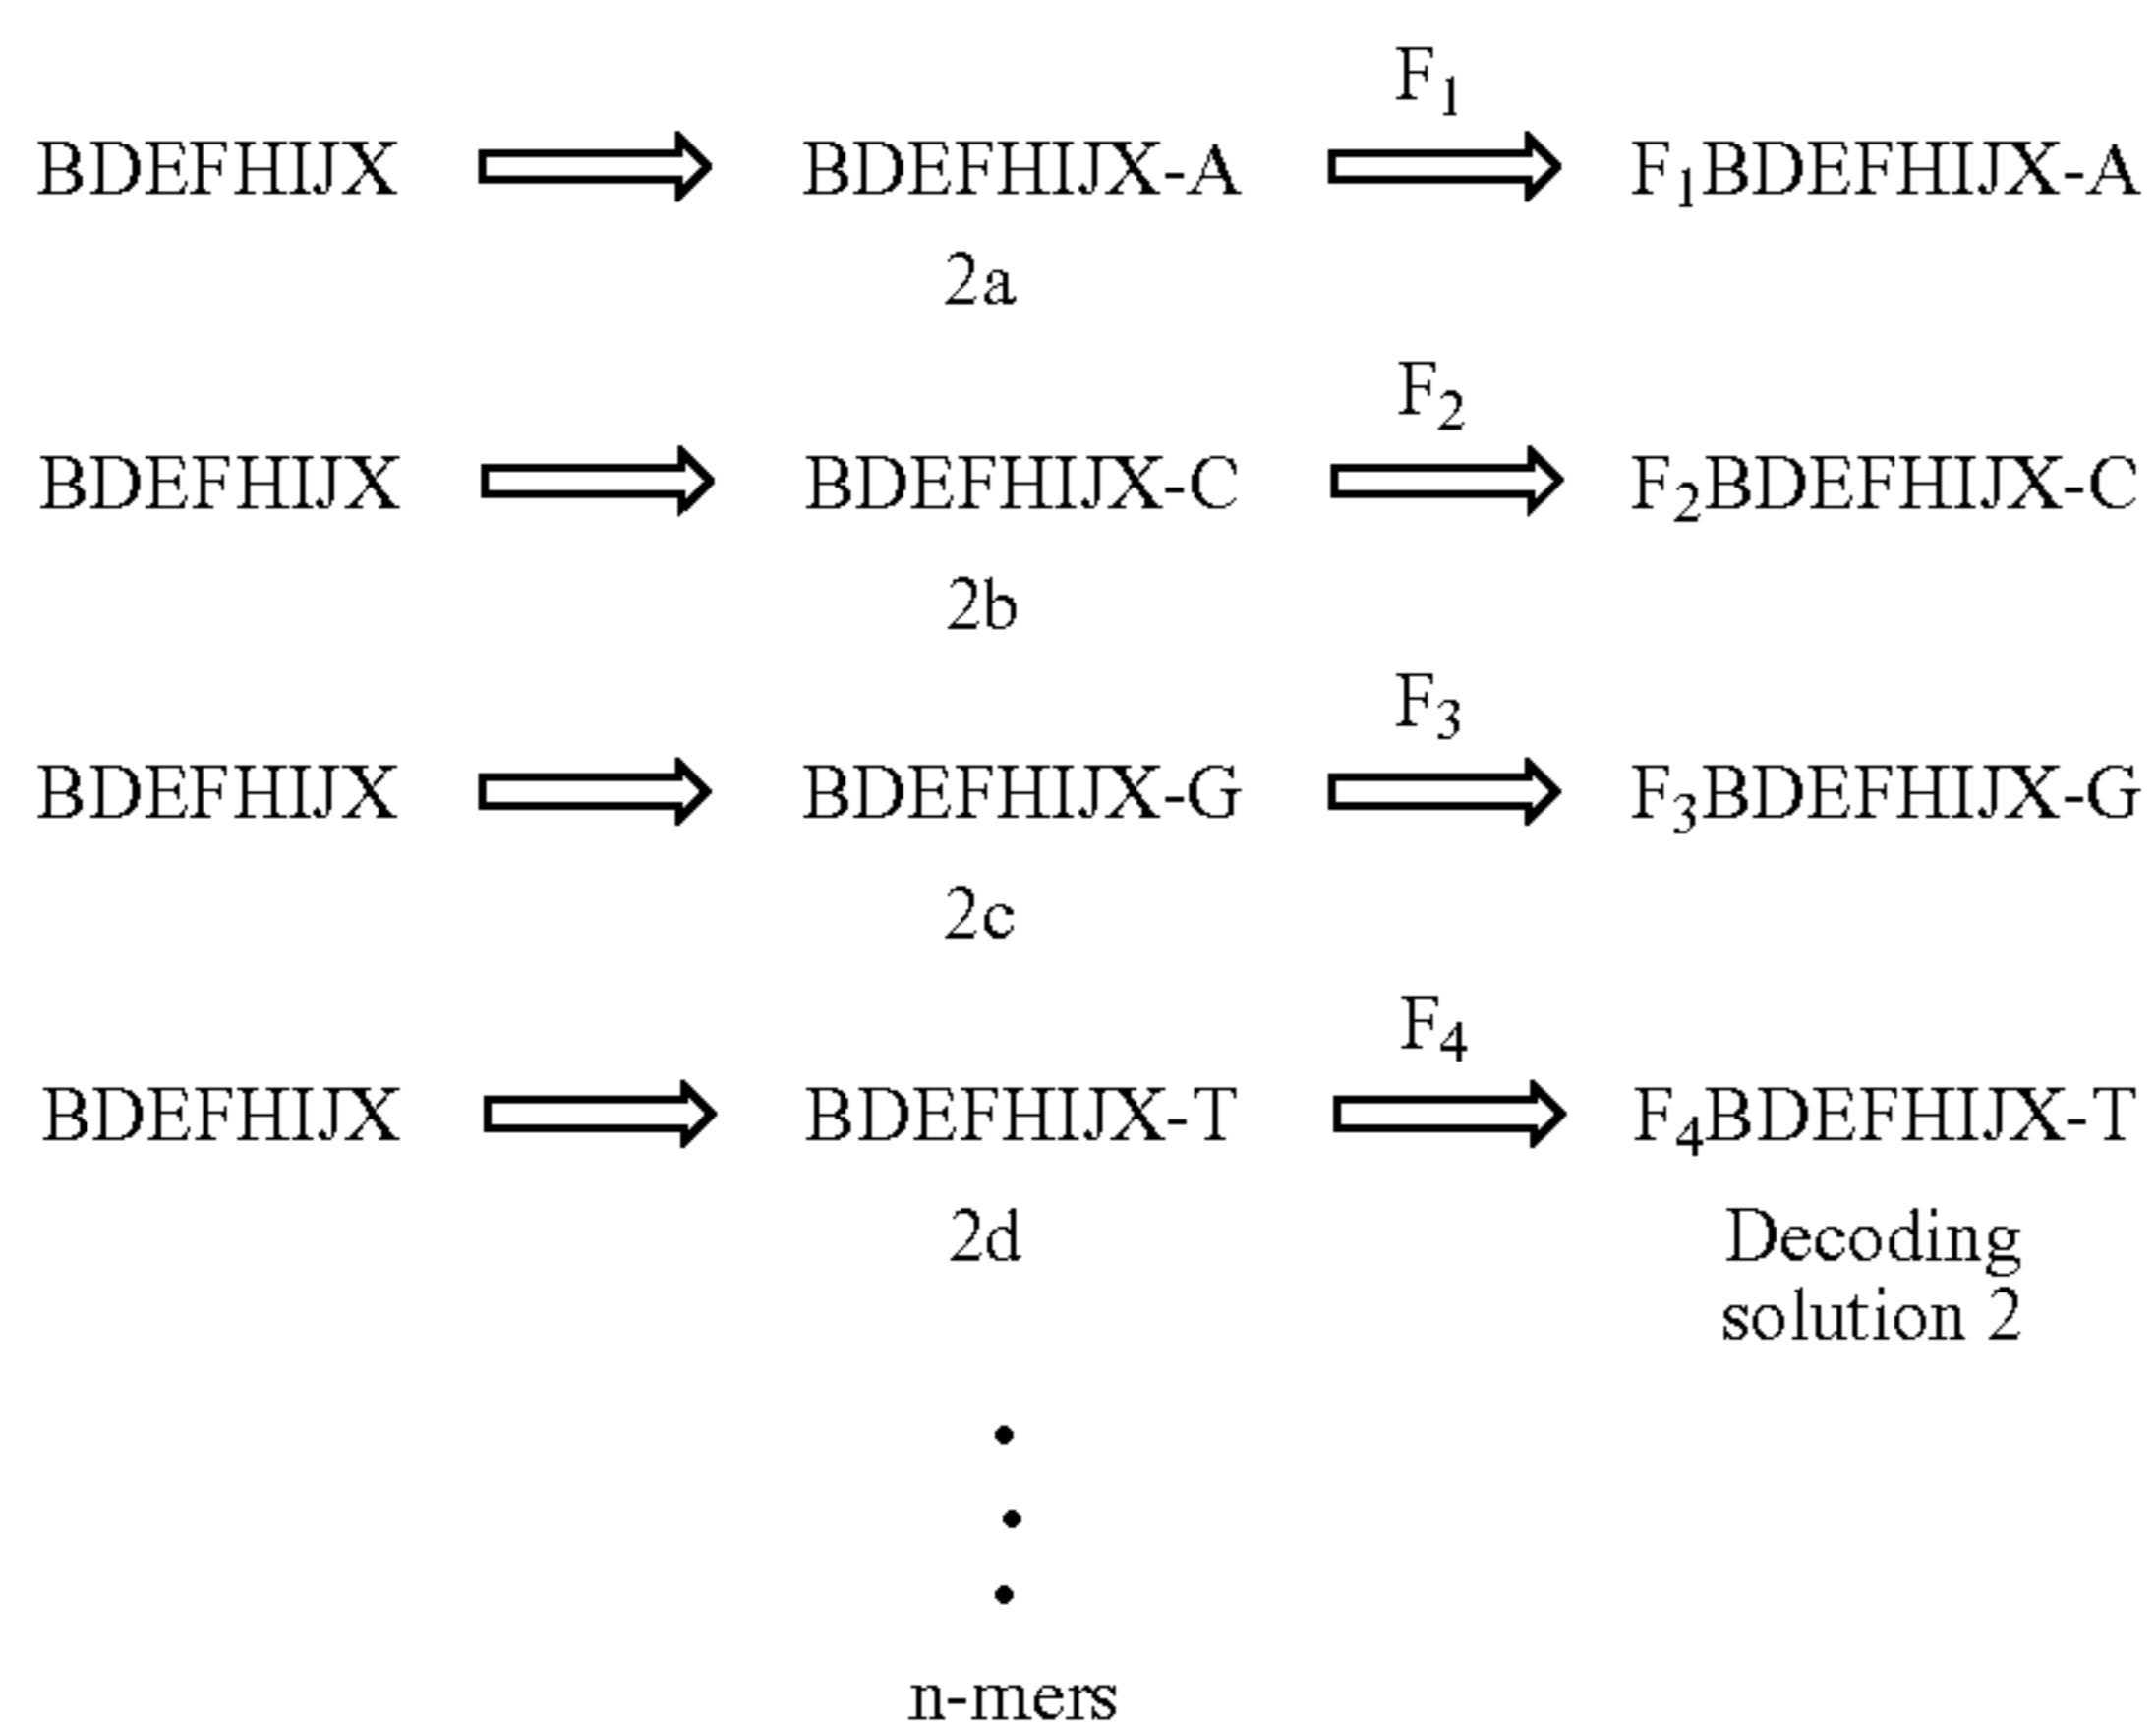 F₁
BDEFHIJX BDEFHIJX-A F₁BDEFHIJX-A
2a
F₂
BDEFHIJX BDEFHIJX-C F₂BDEFHIJX-C
2b
F₃
BDEFHIJX BDEFHIJX-G F₃BDEFHIJX-G
2c
F₄
BDEFHIJX BDEFHIJX-T F₄BDEFHIJX-T
2d Decoding
solution 2
n-mers